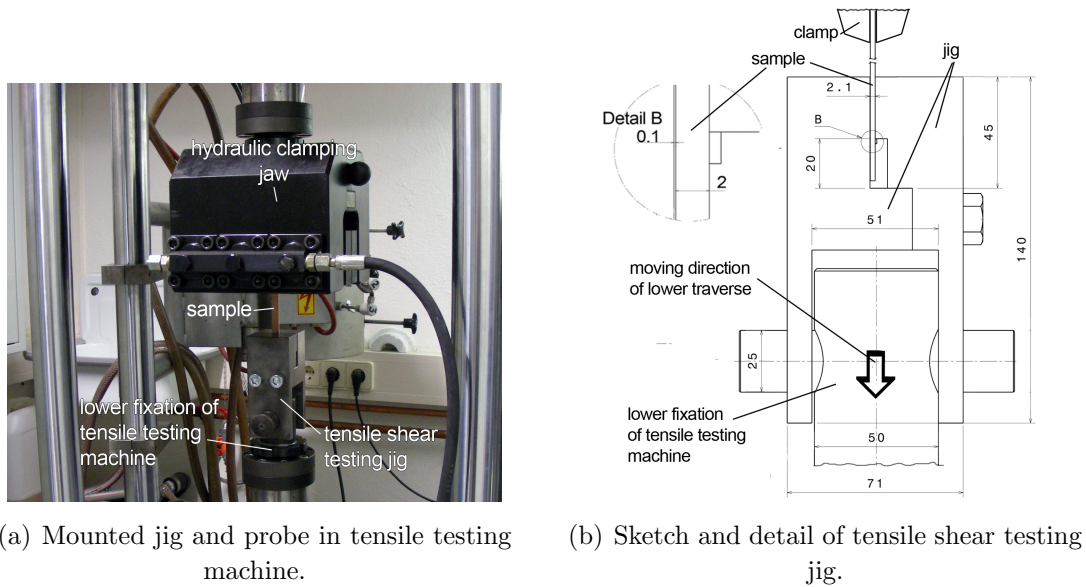 hydraulic clamping
jaw
sample
lower fixation of
tensile testing
machine
tensile shear
testing jig
clamp
sample
jig
2.1
Detail B
0.1
B
45
20
2
51
140
moving direction
of lower traverse
25
lower fixation
of tensile testing
machine
50
71
a) Mounted jig and probe in tensile testing
machine.
(b) Sketch and detail of tensile shear testing
jig.